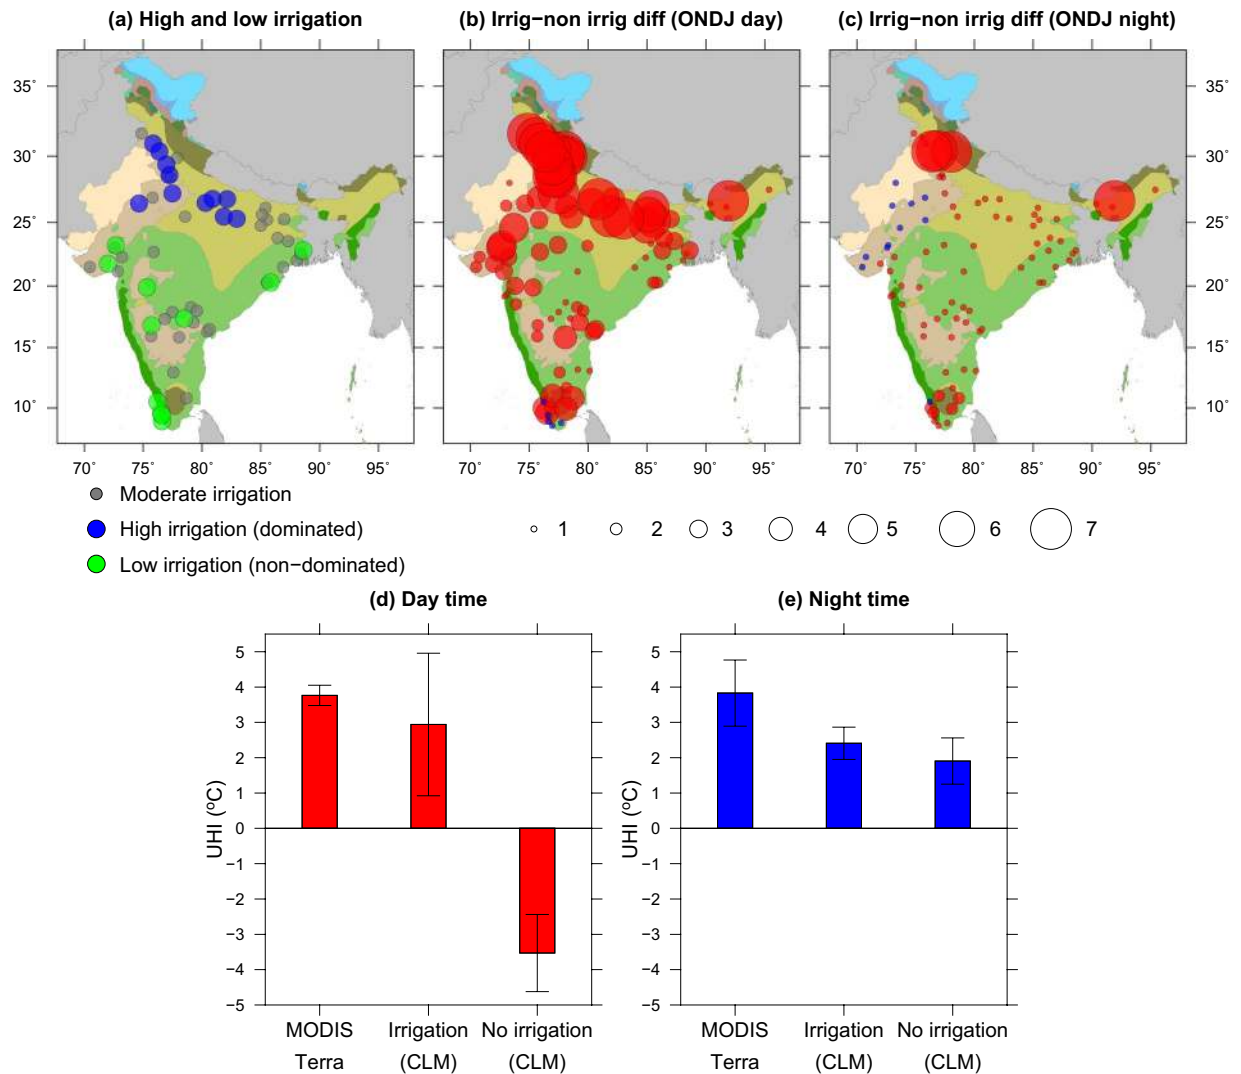 (a) High and low irrigation
(b) Irrig−non irrig diff (ONDJ day)
(c) Irrig−non irrig diff (ONDJ night)
35˚
30˚
25˚
20˚
15˚
10˚
35˚
30˚
25˚
20˚
15˚
10˚
70˚ 75˚ 80˚ 85˚ 90˚ 95˚
70˚ 75˚ 80˚ 85˚ 90˚ 95˚
70˚ 75˚ 80˚ 85˚ 90˚ 95˚
Moderate irrigation
High irrigation (dominated)
Low irrigation (non−dominated)
1 2 3 4 5 6 7
(d) Day time
UHI (°C)
5
4
3
2
1
0
−1
−2
−3
−4
−5
MODIS Irrigation No irrigation
Terra (CLM) (CLM)
(e) Night time
UHI (°C)
5
4
3
2
1
0
−1
−2
−3
−4
−5
MODIS Irrigation No irrigation
Terra (CLM) (CLM)